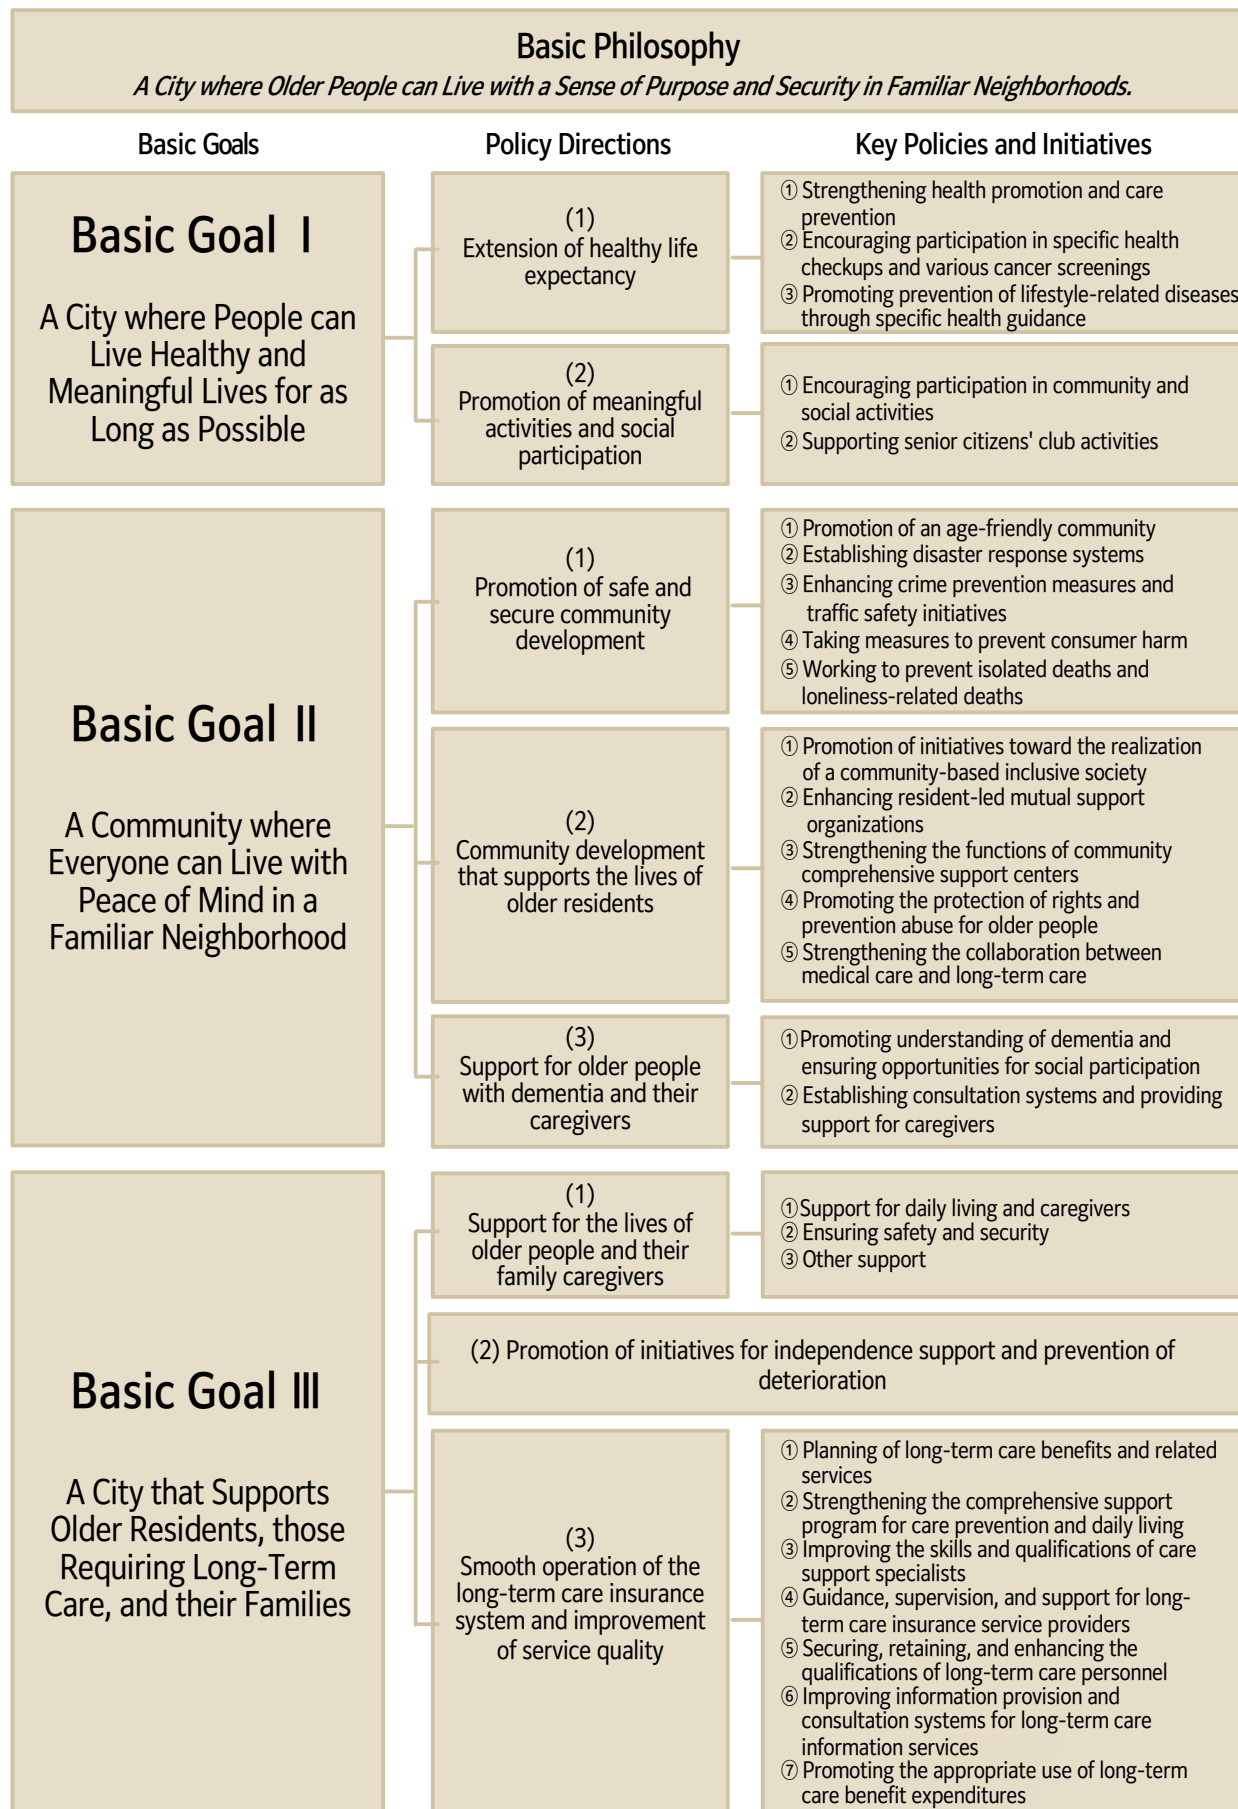 Basic Philosophy
A City where Older People can Live with a Sense of Purpose and Security in Familiar Neighborhoods.
Basic Goals
Policy Directions
Key Policies and Initiatives
Basic Goal Ⅰ
A City where People can
Live Healthy and
Meaningful Lives for as
Long as Possible
(1)
Extension of healthy life
expectancy
① Strengthening health promotion and care
prevention
② Encouraging participation in specific health
checkups and various cancer screenings
③ Promoting prevention of lifestyle-related diseases
through specific health guidance
(2)
Promotion of meaningful
activities and social
participation
① Encouraging participation in community and
social activities
② Supporting senior citizens' club activities
Basic Goal Ⅱ
A Community where
Everyone can Live with
Peace of Mind in a
Familiar Neighborhood
(1)
Promotion of safe and
secure community
development
① Promotion of an age-friendly community
② Establishing disaster response systems
③ Enhancing crime prevention measures and
traffic safety initiatives
④ Taking measures to prevent consumer harm
⑤ Working to prevent isolated deaths and
loneliness-related deaths
(2)
Community development
that supports the lives of
older residents
① Promotion of initiatives toward the realization
of a community-based inclusive society
② Enhancing resident-led mutual support
organizations
③ Strengthening the functions of community
comprehensive support centers
④ Promoting the protection of rights and
prevention abuse for older people
⑤ Strengthening the collaboration between
medical care and long-term care
(3)
Support for older people
with dementia and their
caregivers
① Promoting understanding of dementia and
ensuring opportunities for social participation
② Establishing consultation systems and providing
support for caregivers
Basic Goal Ⅲ
A City that Supports
Older Residents, those
Requiring Long-Term
Care, and their Families
(1)
Support for the lives of
older people and their
family caregivers
① Support for daily living and caregivers
② Ensuring safety and security
③ Other support
(2) Promotion of initiatives for independence support and prevention of
deterioration
(3)
Smooth operation of the
long-term care insurance
system and improvement
of service quality
① Planning of long-term care benefits and related
services
② Strengthening the comprehensive support
program for care prevention and daily living
③ Improving the skills and qualifications of care
support specialists
④ Guidance, supervision, and support for long-
term care insurance service providers
⑤ Securing, retaining, and enhancing the
qualifications of long-term care personnel
⑥ Improving information provision and
consultation systems for long-term care
information services
⑦ Promoting the appropriate use of long-term
care benefit expenditures